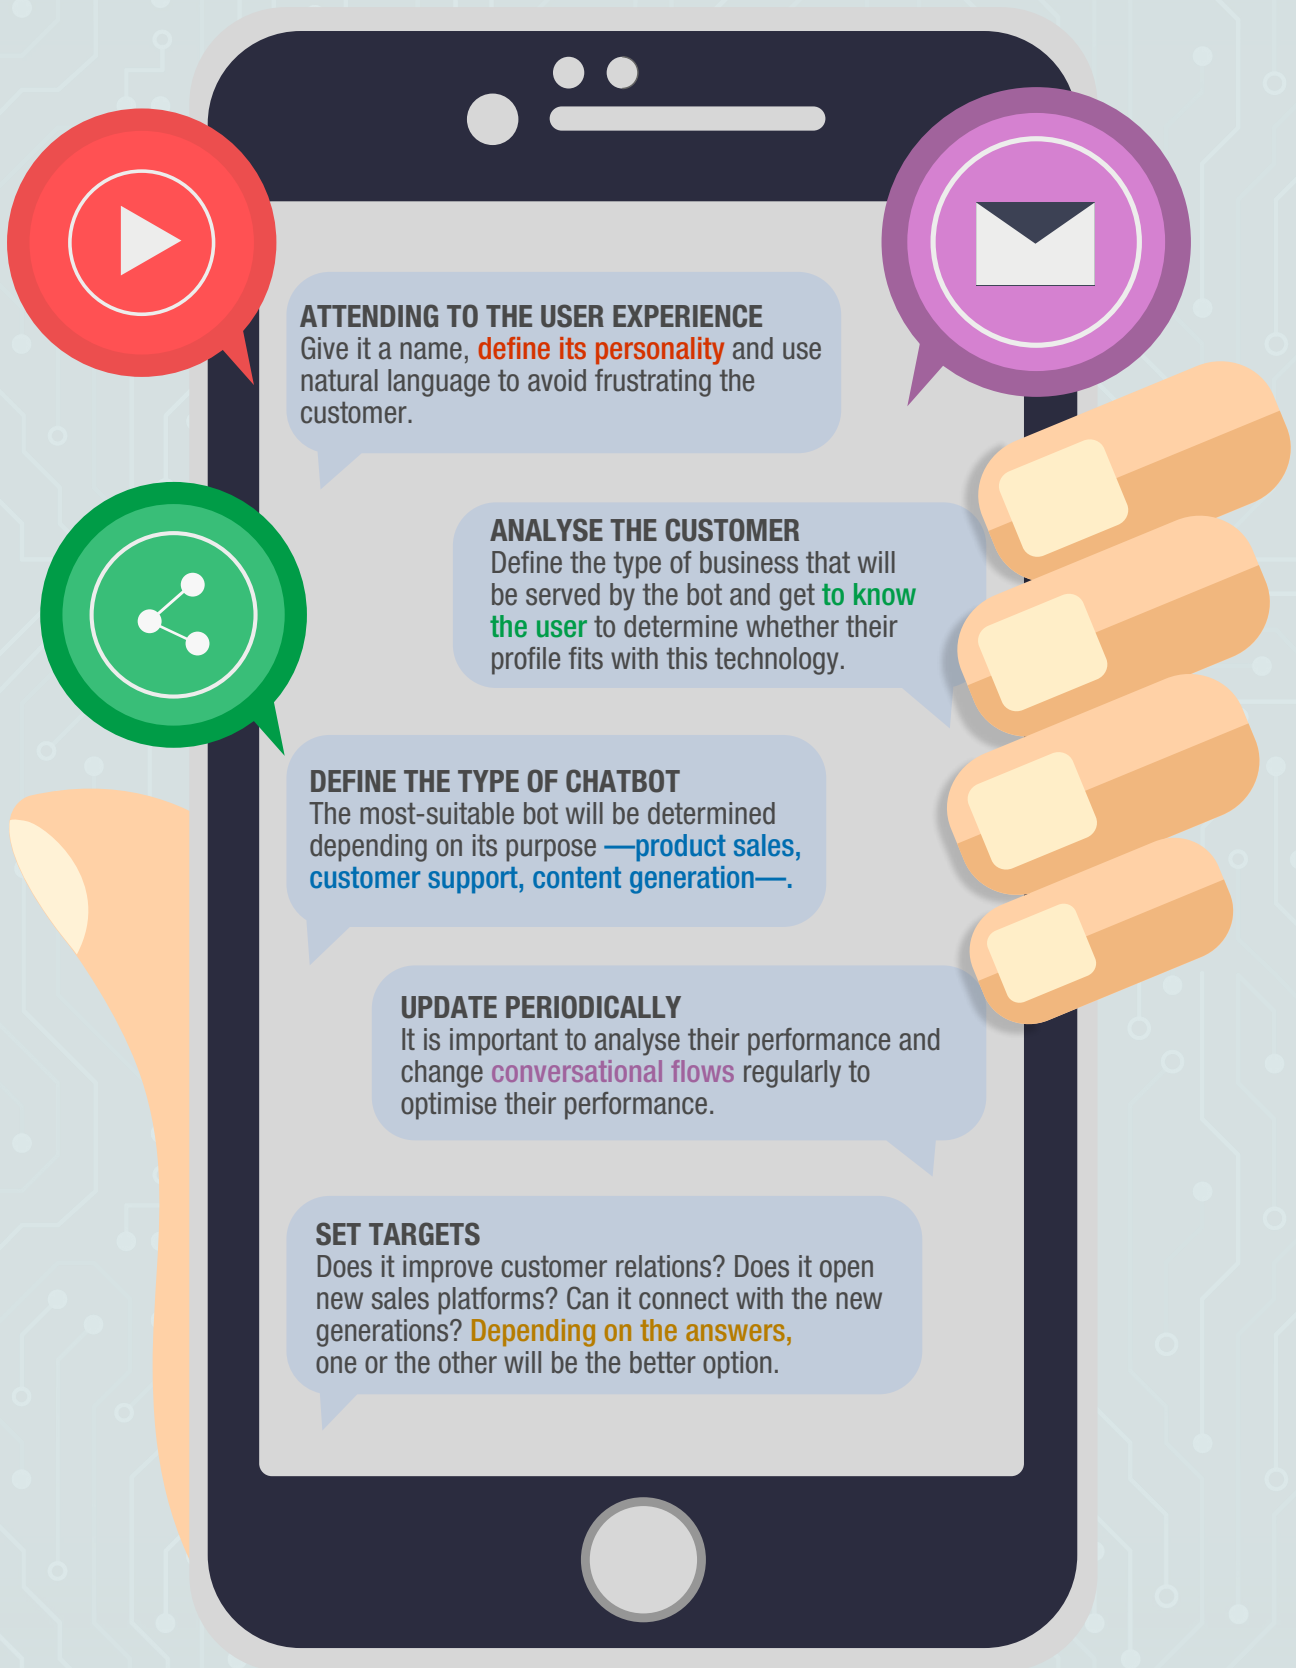 ATTENDING TO THE USER EXPERIENCE
Give it a name, define its personality and use
natural language to avoid frustrating the
customer.
ANALYSE THE CUSTOMER
Define the type of business that will
be served by the bot and get to know
the user to determine whether their
profile fits with this technology.
DEFINE THE TYPE OF CHATBOT
The most-suitable bot will be determined
depending on its purpose —product sales,
customer support, content generation—.
UPDATE PERIODICALLY
It is important to analyse their performance and
change conversational flows regularly to
optimise their performance.
SET TARGETS
Does it improve customer relations? Does it open
new sales platforms? Can it connect with the new
generations? Depending on the answers,
one or the other will be the better option.